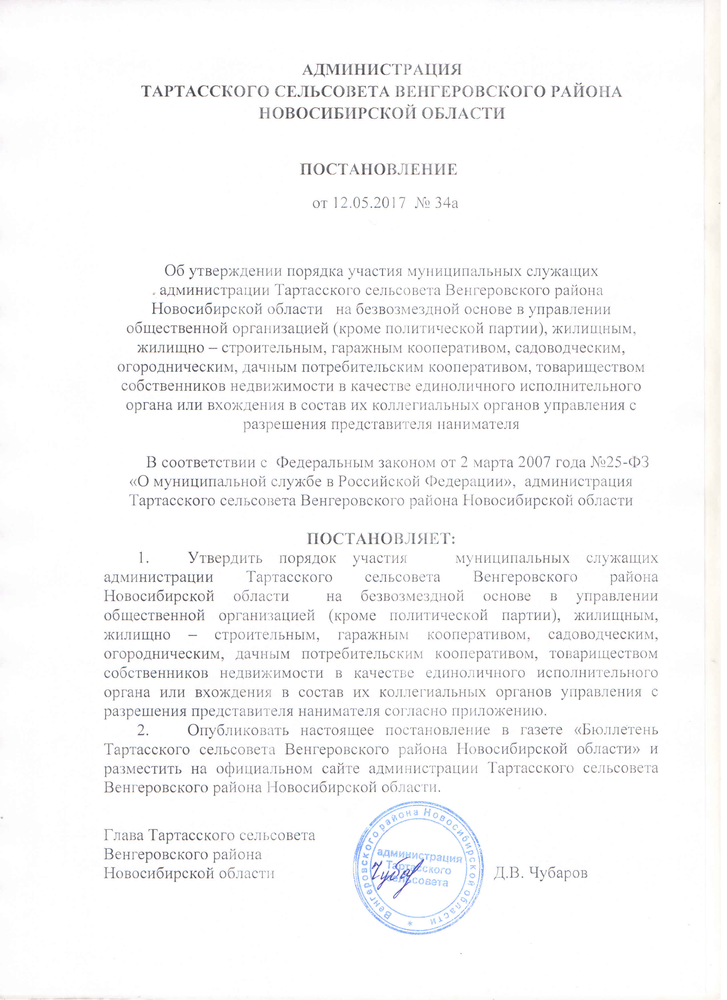 АДМИНИСТРАЦИЯ
ТАРТАССКОГО СЕЛЬСОВЕТА ВЕНГЕРОВСКОГО РАЙОНА
НОВОСИБИРСКОЙ ОБЛАСТИ
ПОСТАНОВЛЕНИЕ
от 12.05.2017 № 34а
Об утверждении порядка участия муниципальных служащих
администрации Тартасского сельсовета Венгеровского района
Новосибирской области на безвозмездной основе в управлении
общественной организацией (кроме политической партии), жилищным,
жилищно – строительным, гаражным кооперативом, садоводческим,
огородническим, дачным потребительским кооперативом, товариществом
собственников недвижимости в качестве единоличного исполнительного
органа или вхождения в состав их коллегиальных органов управления с
разрешения представителя нанимателя
В соответствии с Федеральным законом от 2 марта 2007 года №25-ФЗ
«О муниципальной службе в Российской Федерации», администрация
Тартасского сельсовета Венгеровского района Новосибирской области
ПОСТАНОВЛЯЕТ:
1. Утвердить порядок участия муниципальных служащих
администрации Тартасского сельсовета Венгеровского района
Новосибирской области на безвозмездной основе в управлении
общественной организацией (кроме политической партии), жилищным,
жилищно – строительным, гаражным кооперативом, садоводческим,
огородническим, дачным потребительским кооперативом, товариществом
собственников недвижимости в качестве единоличного исполнительного
органа или вхождения в состав их коллегиальных органов управления с
разрешения представителя нанимателя согласно приложению.
2. Опубликовать настоящее постановление в газете «Бюллетень
Тартасского сельсовета Венгеровского района Новосибирской области» и
разместить на официальном сайте администрации Тартасского сельсовета
Венгеровского района Новосибирской области.
Глава Тартасского сельсовета
Венгеровского района
Новосибирской области Д.В. Чубаров
Венгеровского района Новосибирской области *
администрация
Тартасского
сельсовета
Чубар